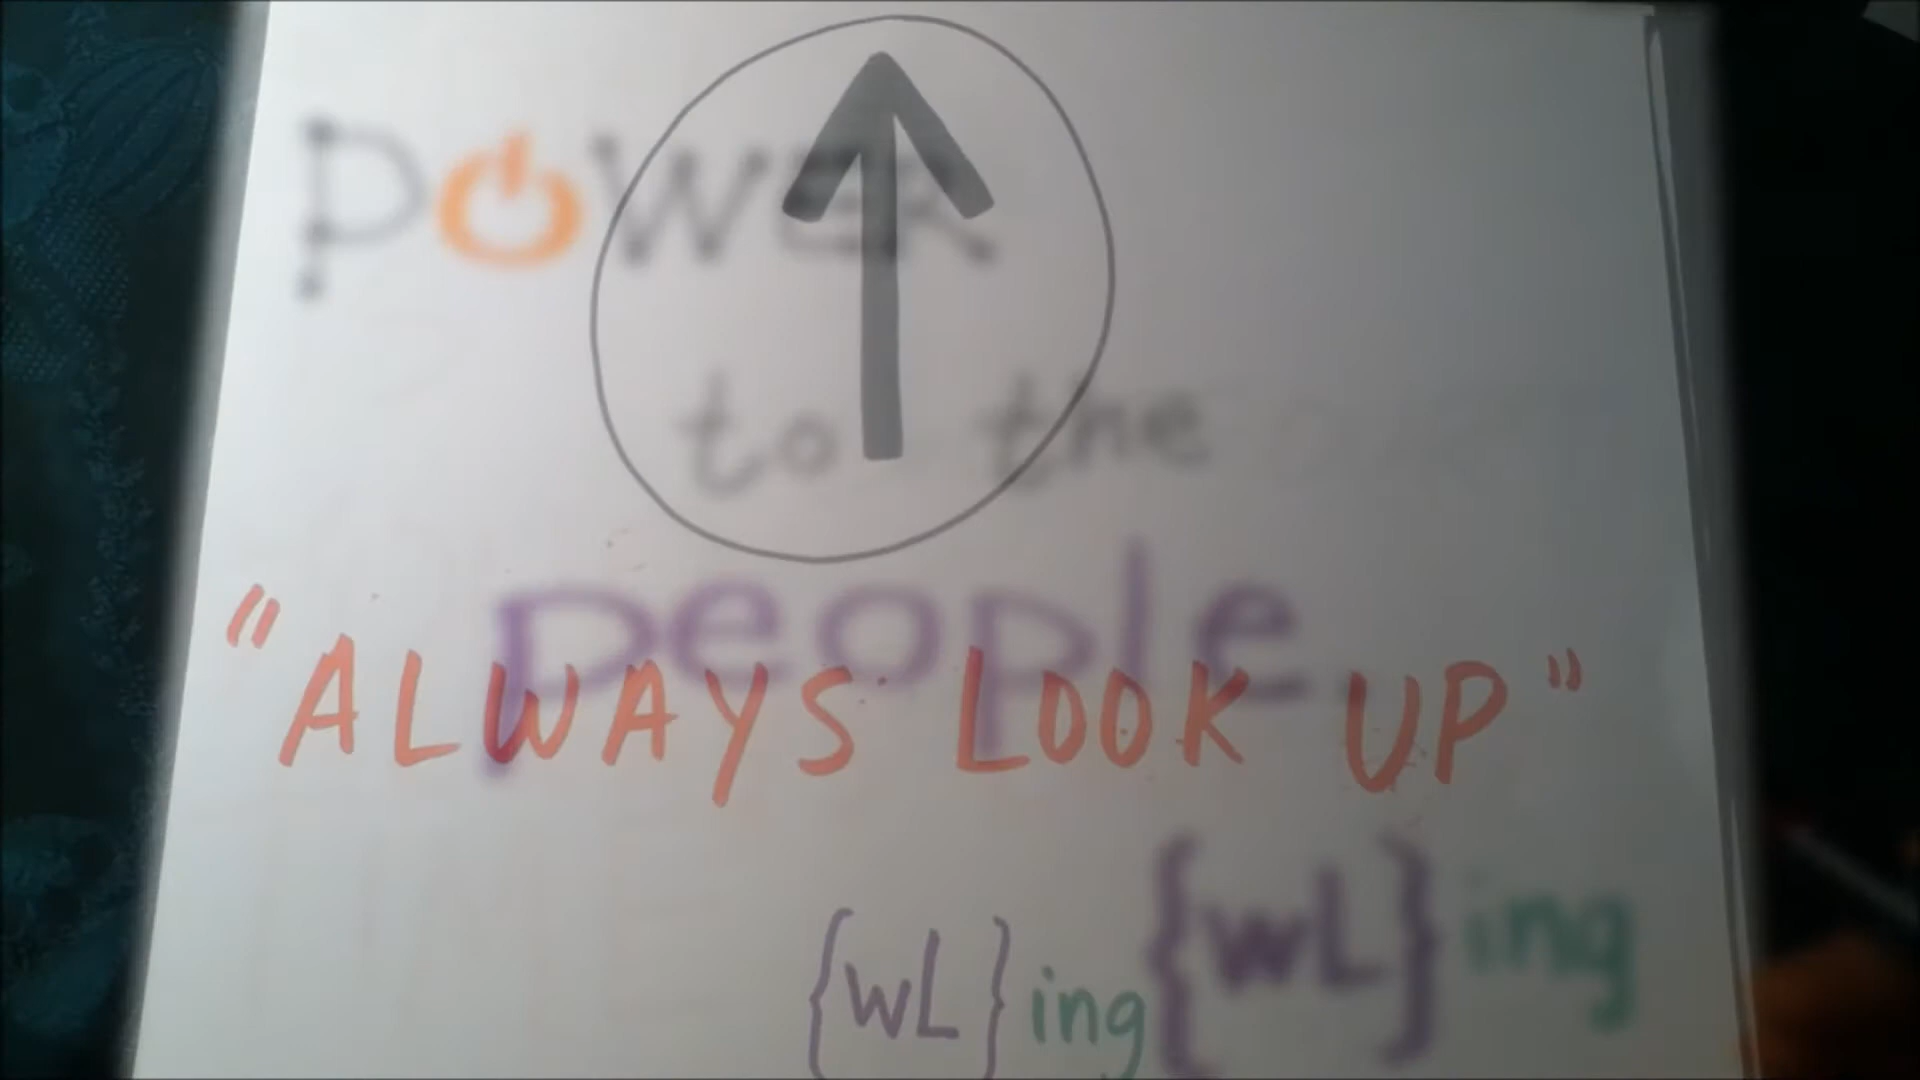 POWER
to the
people
"ALWAYS LOOK UP"
{wL}ing
{wL}ing